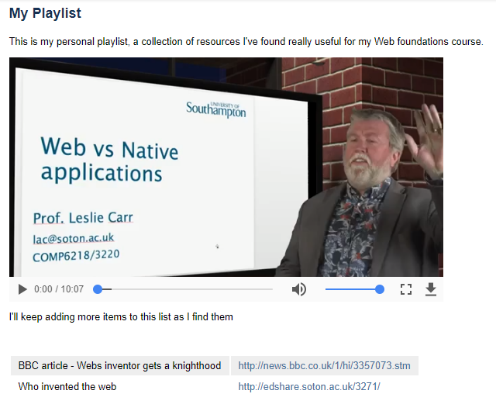 My Playlist
This is my personal playlist, a collection of resources I've found really useful for my Web foundations course.
UNIVERSITY OF
Southampton
Web vs Native
applications
Prof. Leslie Carr
lac@soton.ac.uk
COMP6218/3220
0:00 / 10:07
I'll keep adding more items to this list as I find them
BBC article - Webs inventor gets a knighthood http://news.bbc.co.uk/1/hi/3357073.stm
Who invented the web http://edshare.soton.ac.uk/3271/